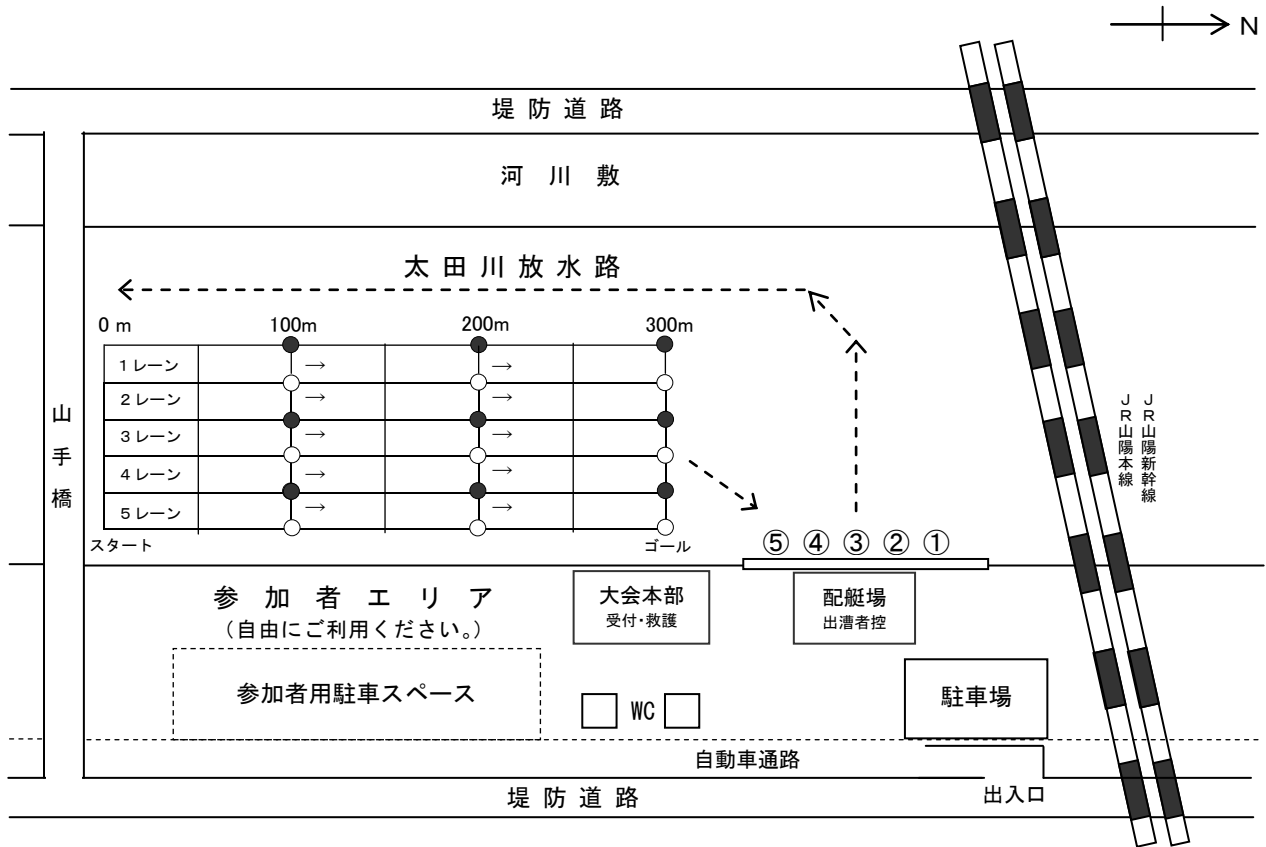 N
堤防道路
河川敷
太田川放水路
0 m
100m
200m
300m
1レーン
→
→
2レーン
→
→
3レーン
→
→
4レーン
→
→
5レーン
→
→
スタート
ゴール
山手橋
JR山陽新幹線
JR山陽本線
⑤ ④ ③ ② ①
参加者エリア
(自由にご利用ください。)
大会本部
受付・救護
配艇場
出漕者控
参加者用駐車スペース
WC
駐車場
自動車通路
堤防道路
出入口